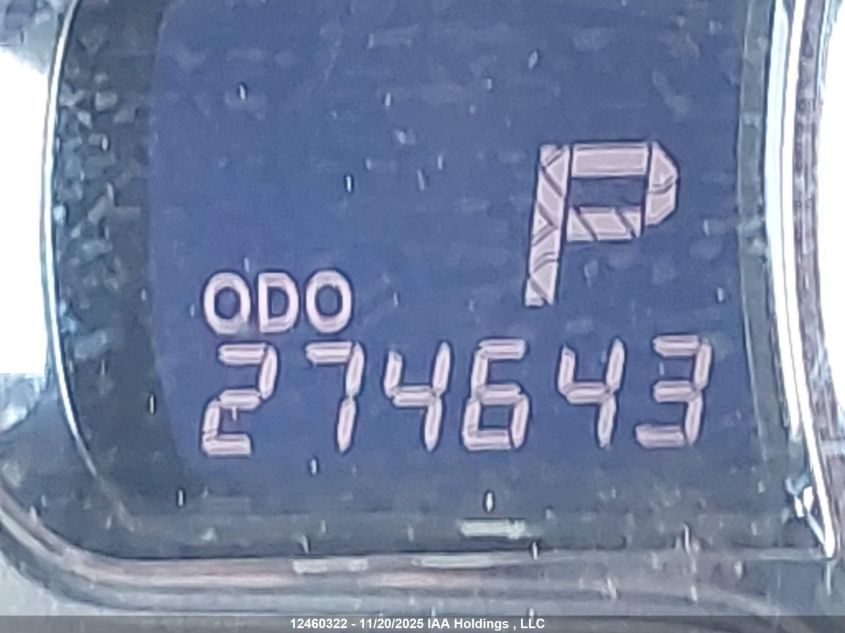 P
ODO
274643
12460322 - 11/20/2025 IAA Holdings , LLC